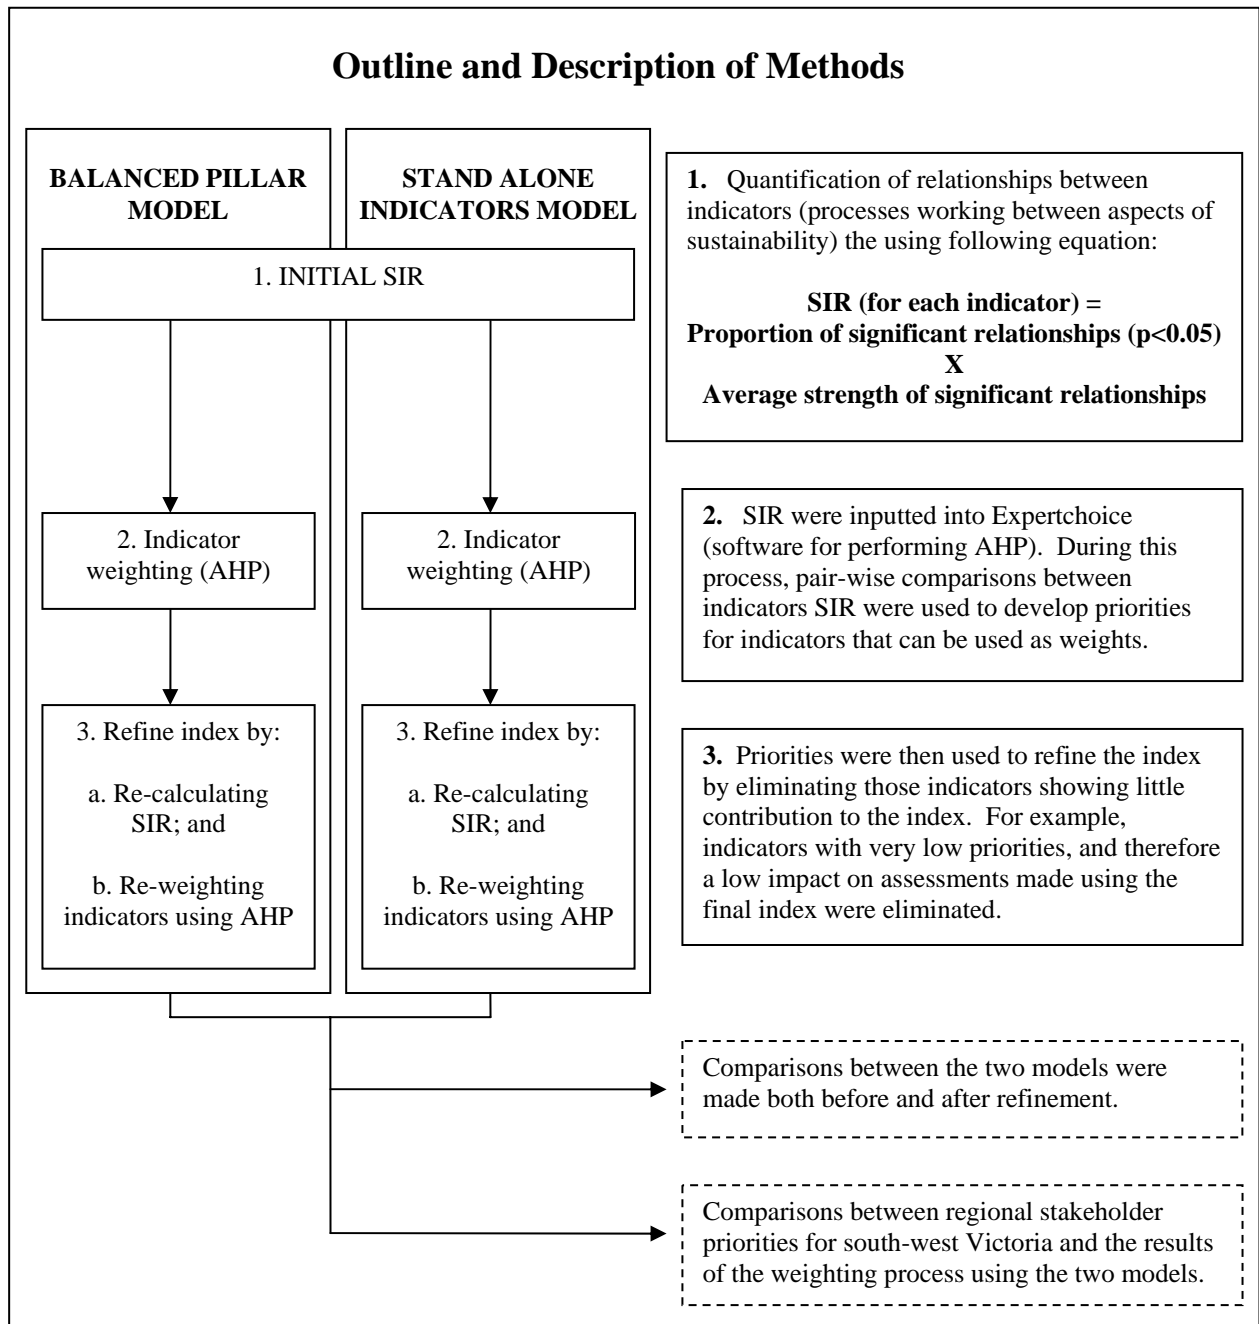 Outline and Description of Methods
BALANCED PILLAR
MODEL
STAND ALONE
INDICATORS MODEL
1. INITIAL SIR
2. Indicator
weighting (AHP)
2. Indicator
weighting (AHP)
3. Refine index by:
a. Re-calculating
SIR; and
b. Re-weighting
indicators using AHP
3. Refine index by:
a. Re-calculating
SIR; and
b. Re-weighting
indicators using AHP
1. Quantification of relationships between
indicators (processes working between aspects of
sustainability) the using following equation:
SIR (for each indicator) =
Proportion of significant relationships (p<0.05)
X
Average strength of significant relationships
2. SIR were inputted into Expertchoice
(software for performing AHP). During this
process, pair-wise comparisons between
indicators SIR were used to develop priorities
for indicators that can be used as weights.
3. Priorities were then used to refine the index
by eliminating those indicators showing little
contribution to the index. For example,
indicators with very low priorities, and therefore
a low impact on assessments made using the
final index were eliminated.
Comparisons between the two models were
made both before and after refinement.
Comparisons between regional stakeholder
priorities for south-west Victoria and the results
of the weighting process using the two models.